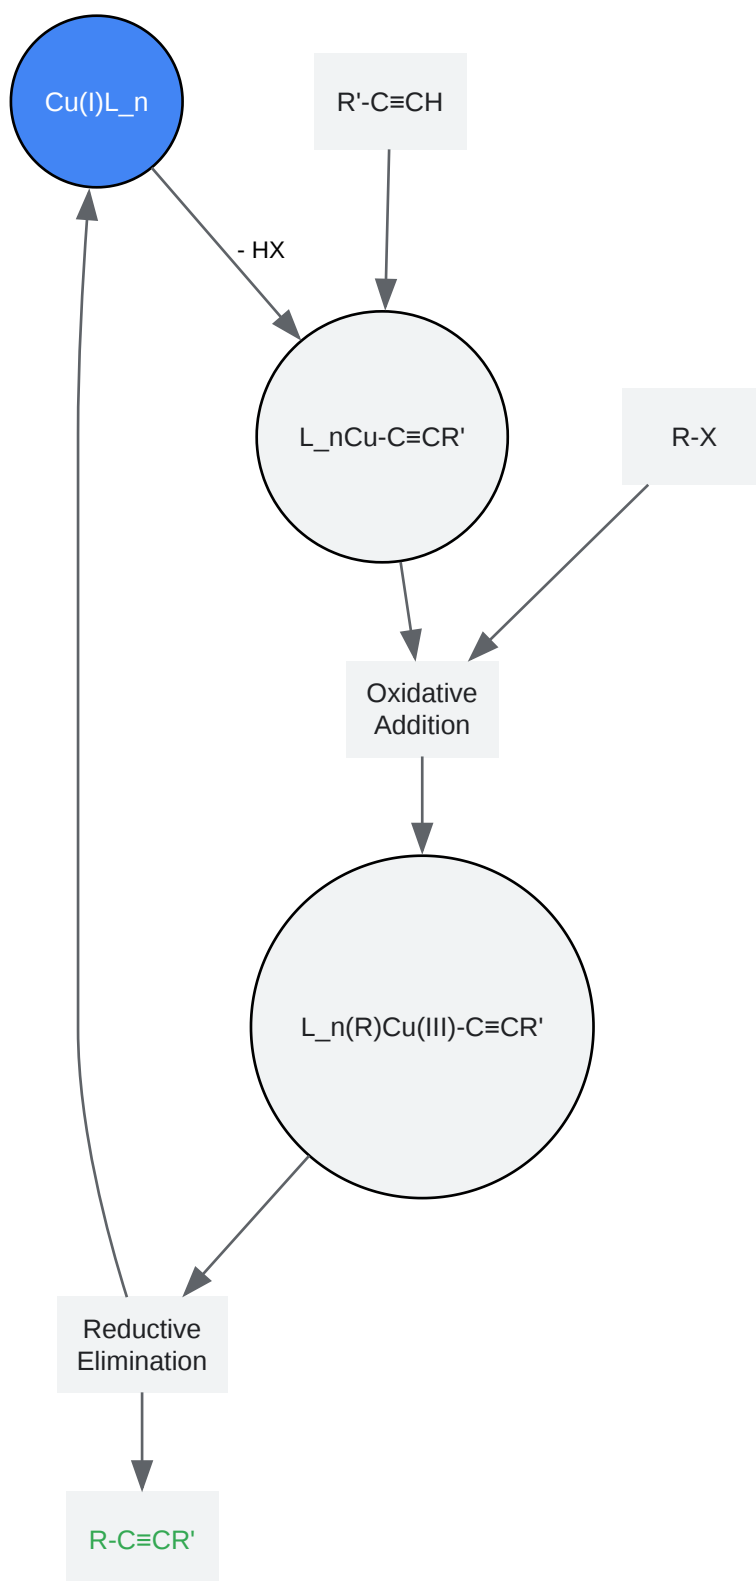 Cu(I)L_n
R'-C≡CH
- HX
L_nCu-C≡CR'
R-X
Oxidative
Addition
L_n(R)Cu(III)-C≡CR'
Reductive
Elimination
R-C≡CR'